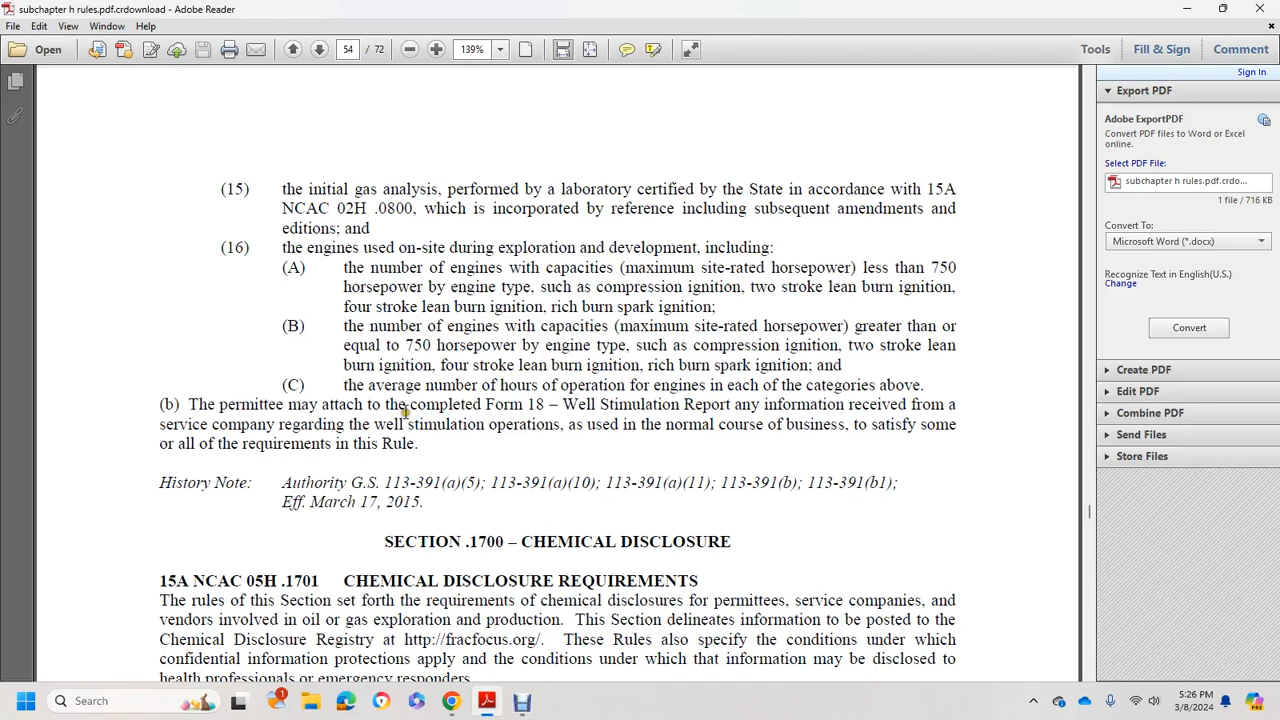 subchapter h rules.pdf.crdownload - Adobe Reader
File Edit View Window Help
Open 54 / 72 139% Tools Fill & Sign Comment
Sign In
Export PDF
Adobe ExportPDF
Convert PDF files to Word or Excel
online.
Select PDF File:
subchapter h rules.pdf.crdo...
1 file / 716 KB
Convert To:
Microsoft Word (*.docx)
Recognize Text in English(U.S.)
Change
Convert
Create PDF
Edit PDF
Combine PDF
Send Files
Store Files
(15) the initial gas analysis, performed by a laboratory certified by the State in accordance with 15A
NCAC 02H .0800, which is incorporated by reference including subsequent amendments and
editions; and
(16) the engines used on-site during exploration and development, including:
(A) the number of engines with capacities (maximum site-rated horsepower) less than 750
horsepower by engine type, such as compression ignition, two stroke lean burn ignition,
four stroke lean burn ignition, rich burn spark ignition;
(B) the number of engines with capacities (maximum site-rated horsepower) greater than or
equal to 750 horsepower by engine type, such as compression ignition, two stroke lean
burn ignition, four stroke lean burn ignition, rich burn spark ignition; and
(C) the average number of hours of operation for engines in each of the categories above.
(b) The permittee may attach to the completed Form 18 – Well Stimulation Report any information received from a
service company regarding the well stimulation operations, as used in the normal course of business, to satisfy some
or all of the requirements in this Rule.
History Note: Authority G.S. 113-391(a)(5); 113-391(a)(10); 113-391(a)(11); 113-391(b); 113-391(b1);
Eff. March 17, 2015.
SECTION .1700 – CHEMICAL DISCLOSURE
15A NCAC 05H .1701 CHEMICAL DISCLOSURE REQUIREMENTS
The rules of this Section set forth the requirements of chemical disclosures for permittees, service companies, and
vendors involved in oil or gas exploration and production. This Section delineates information to be posted to the
Chemical Disclosure Registry at http://fracfocus.org/. These Rules also specify the conditions under which
confidential information protections apply and the conditions under which that information may be disclosed to
health professionals or emergency responders.
Search
1
5:26 PM
3/8/2024